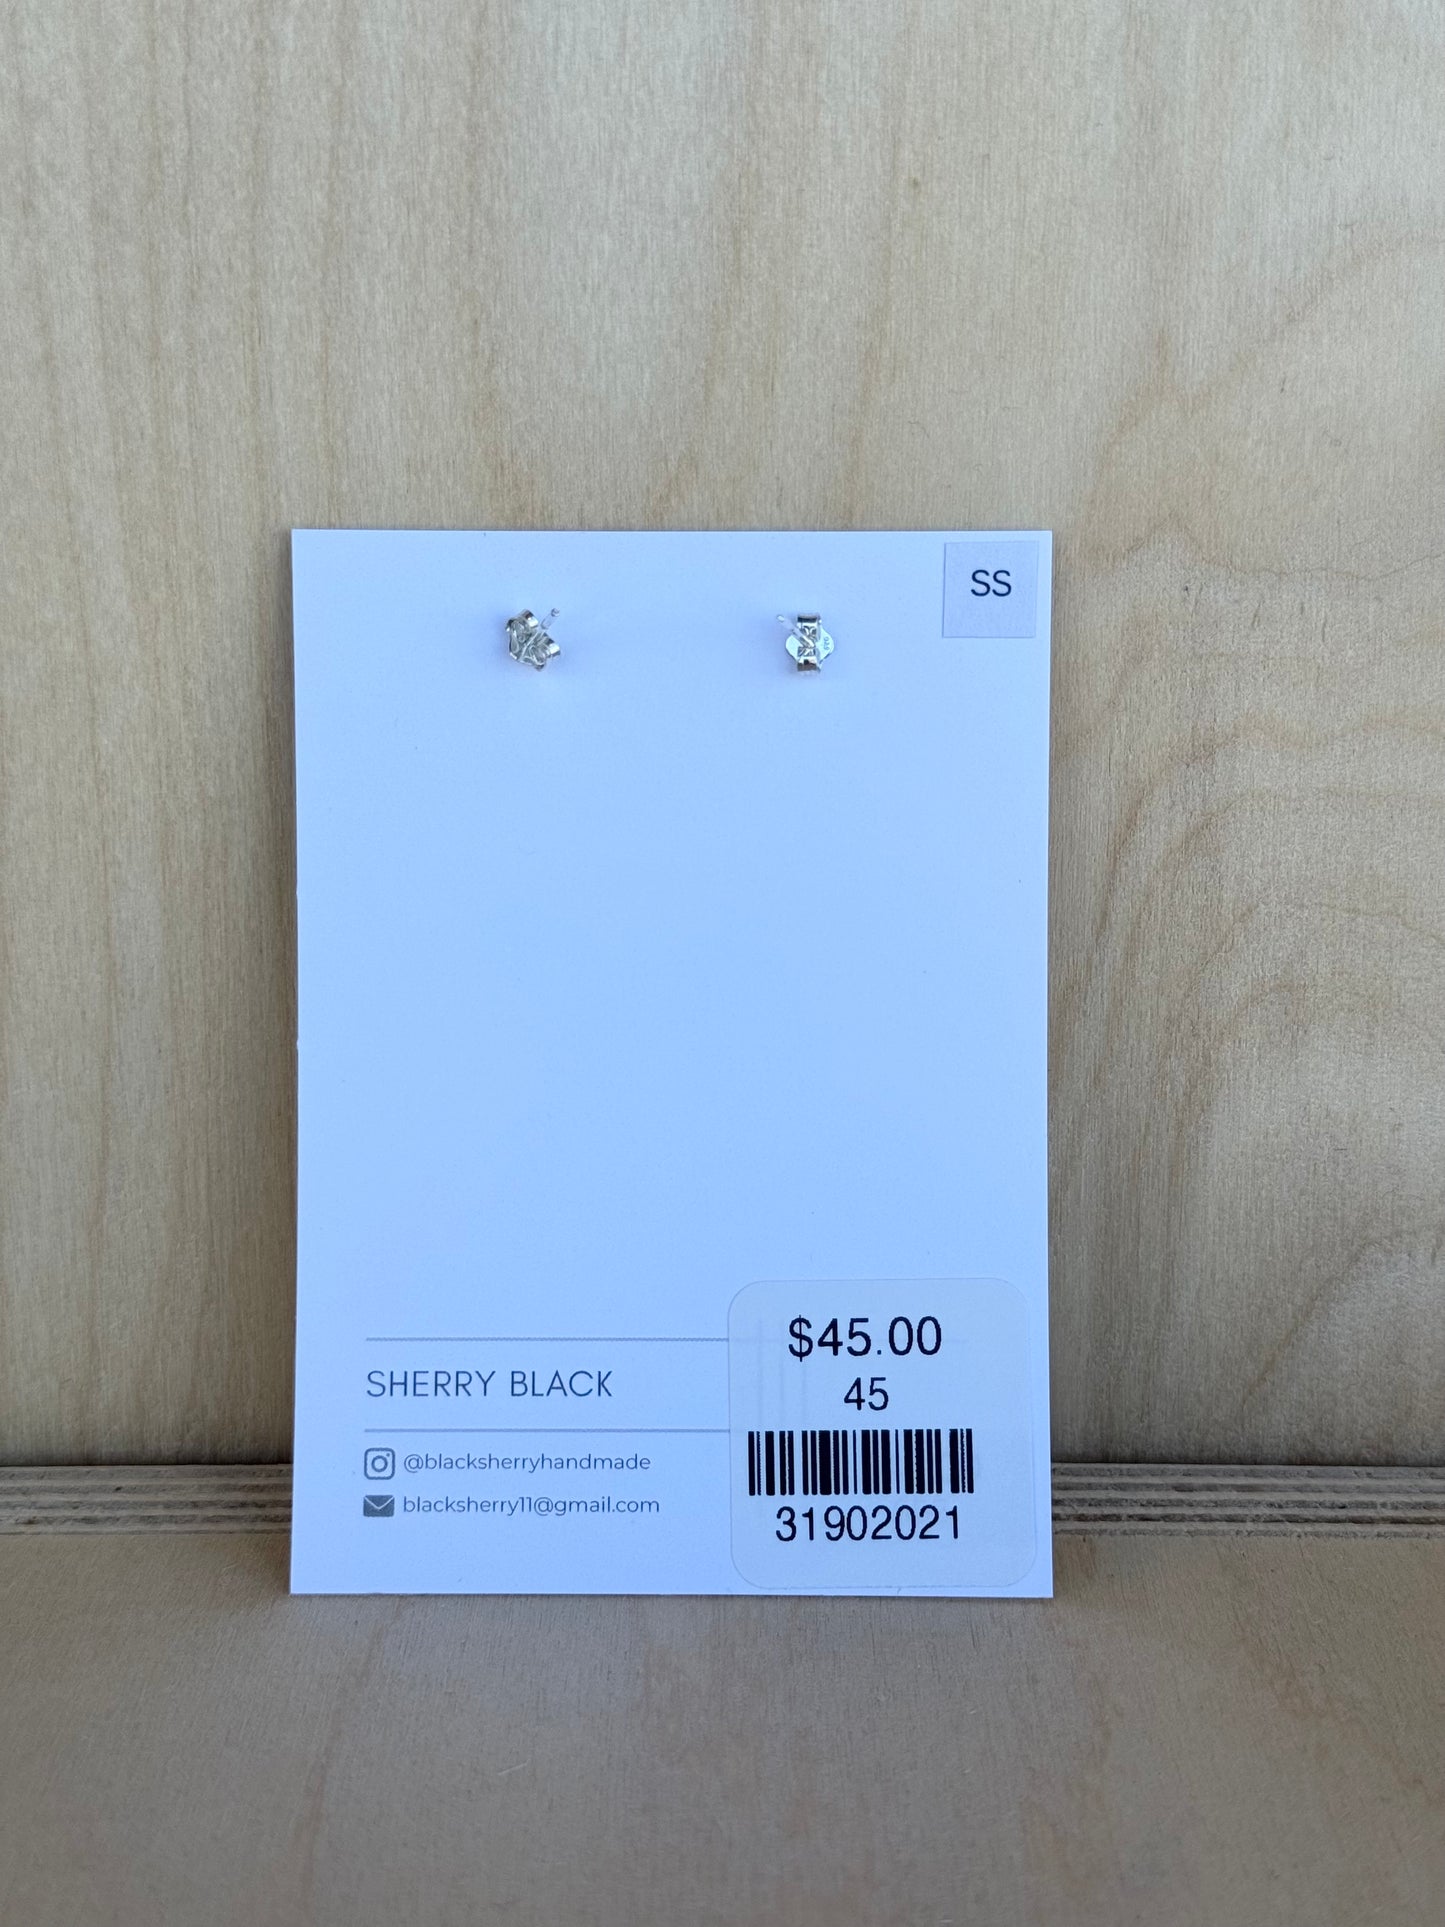 SS
SHERRY BLACK
@blacksherryhandmade
blacksherry11@gmail.com
$45.00
45
31902021